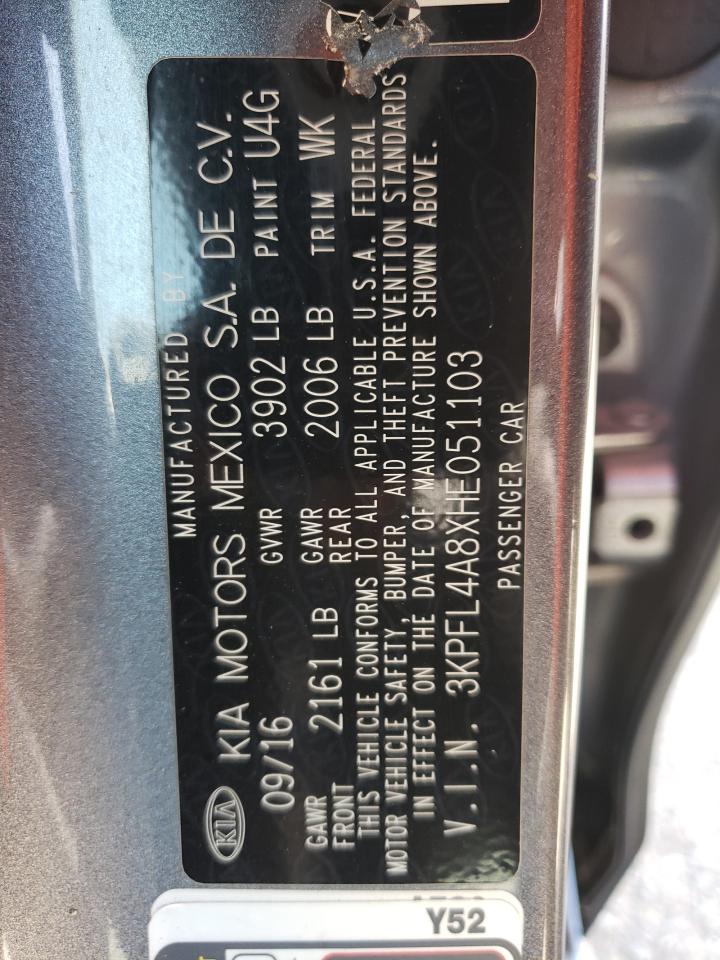 MANUFACTURED BY
KIA KIA MOTORS MEXICO S.A. DE C.V.
09/16 GVWR 3902 LB PAINT U4G
GAWR FRONT 2161 LB GAWR REAR 2006 LB TRIM WK
THIS VEHICLE CONFORMS TO ALL APPLICABLE U.S.A. FEDERAL
MOTOR VEHICLE SAFETY, BUMPER, AND THEFT PREVENTION STANDARDS
IN EFFECT ON THE DATE OF MANUFACTURE SHOWN ABOVE.
V.I.N. 3KPFL4A8XHE051103
PASSENGER CAR
Y52